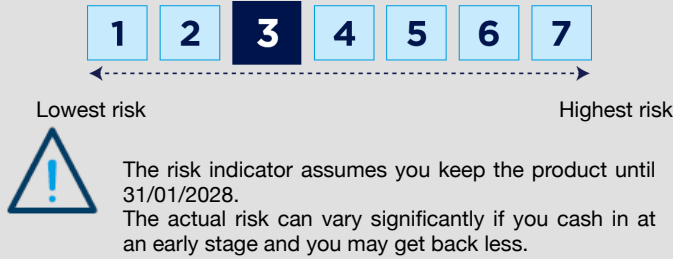 1 2 3 4 5 6 7
Lowest risk Highest risk
The risk indicator assumes you keep the product until
31/01/2028.
The actual risk can vary significantly if you cash in at
an early stage and you may get back less.